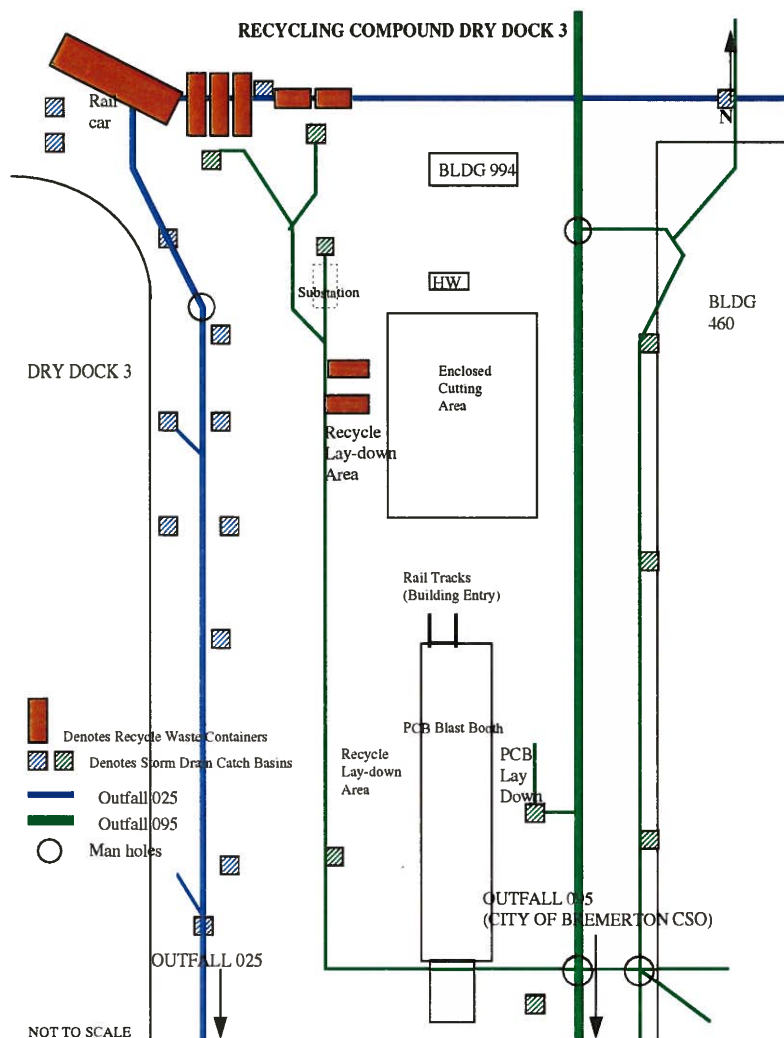 RECYCLING COMPOUND DRY DOCK 3
Rail
car
N
BLDG 994
HW
Substation
BLDG
460
DRY DOCK 3
Enclosed
Cutting
Area
Recycle
Lay-down
Area
Rail Tracks
(Building Entry)
Denotes Recycle Waste Containers
PCB Blast Booth
Recycle
Lay-down
Area
PCB
Lay
Down
Denotes Storm Drain Catch Basins
Outfall 025
Outfall 095
Man holes
OUTFALL 095
(CITY OF BREMERTON CSO)
OUTFALL 025
NOT TO SCALE